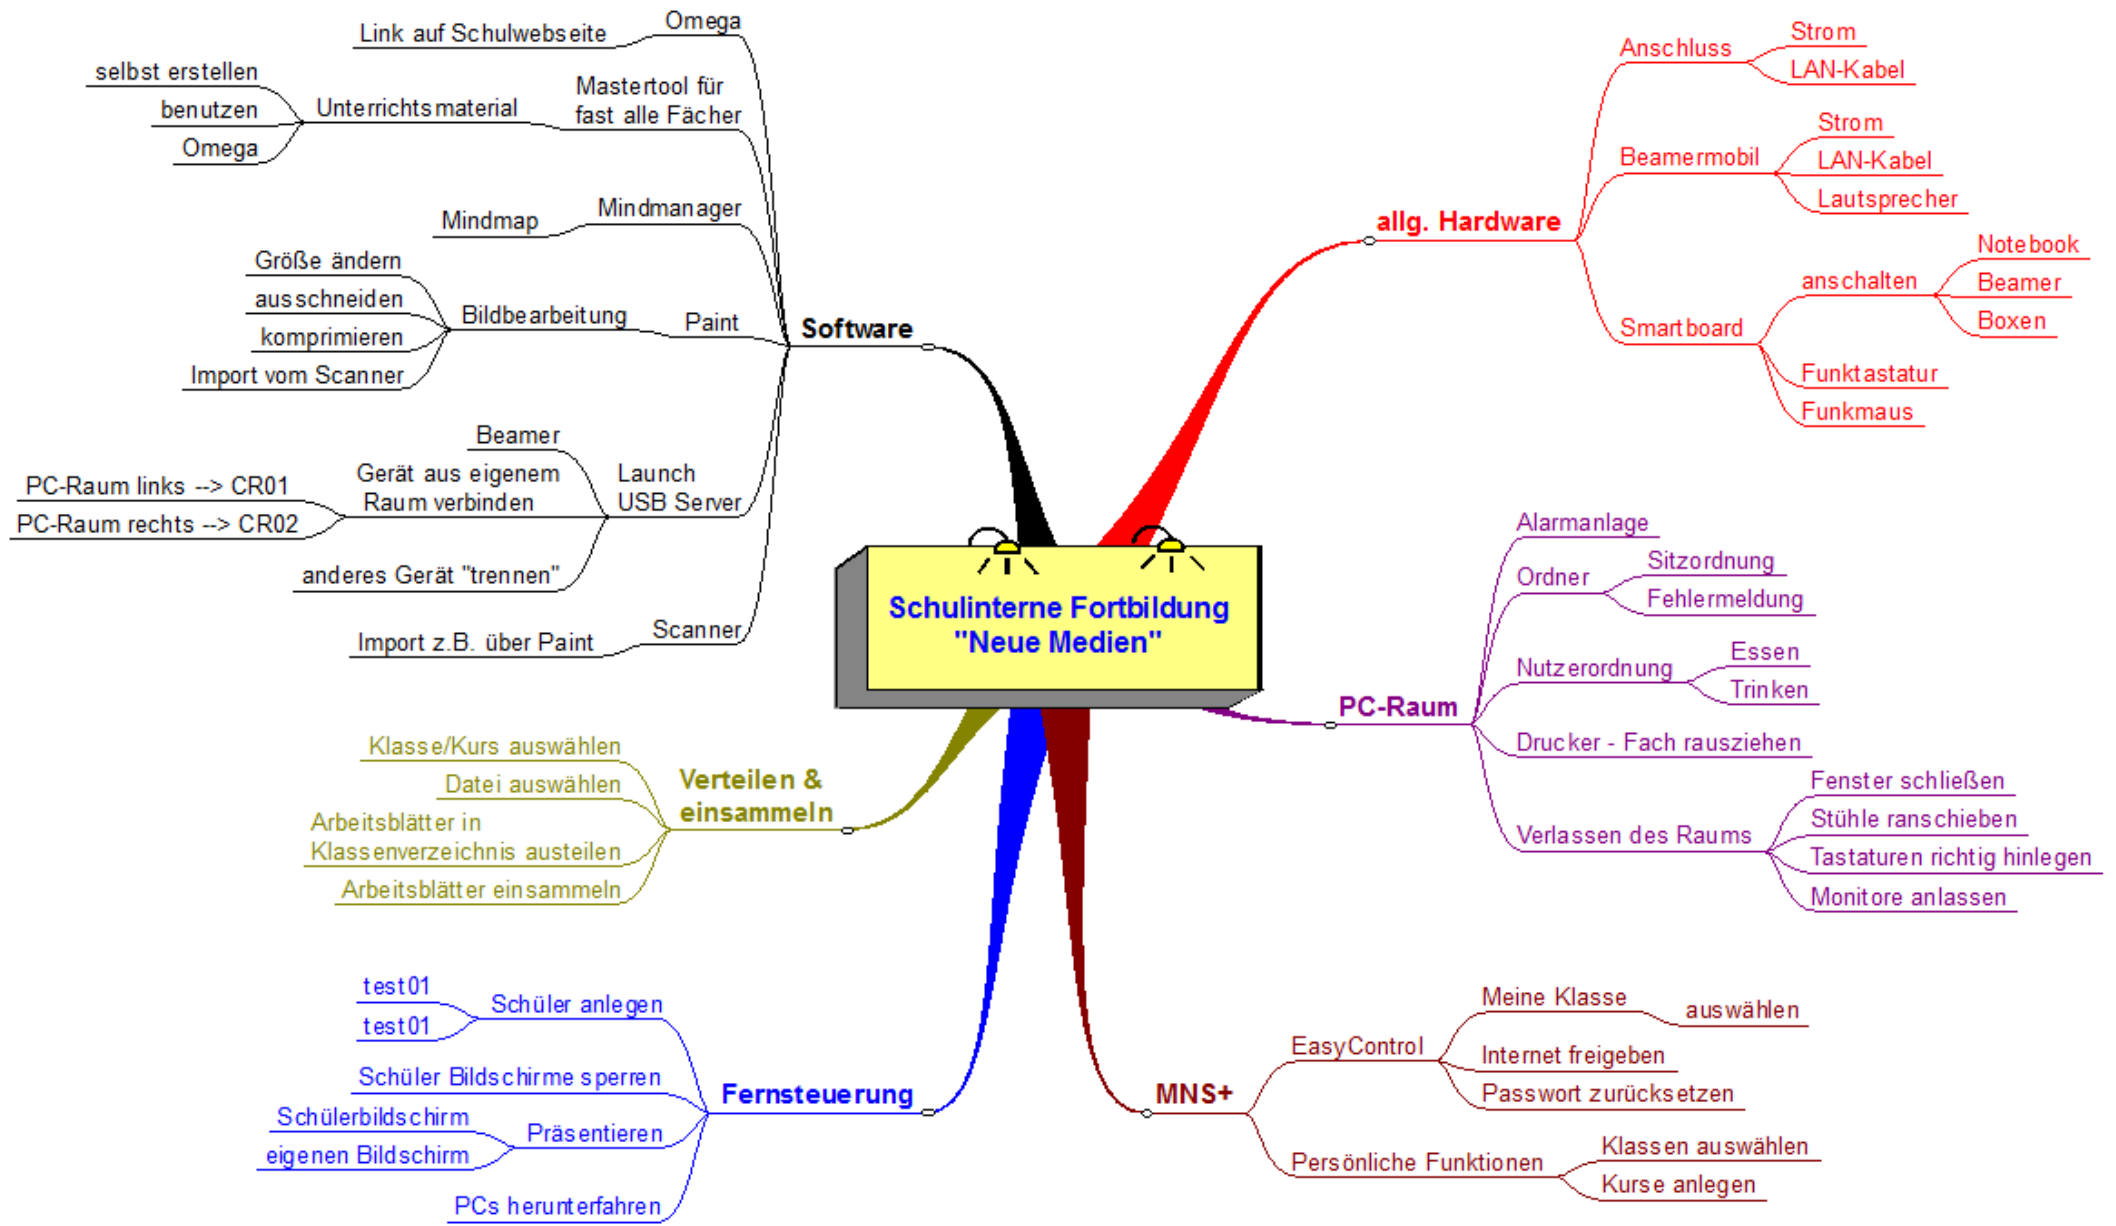 Schulinterne Fortbildung
"Neue Medien"
allg. Hardware
Anschluss
Strom
LAN-Kabel
Beamermobil
Strom
LAN-Kabel
Lautsprecher
Smartboard
anschalten
Notebook
Beamer
Boxen
Funktastatur
Funkmaus
PC-Raum
Alarmanlage
Ordner
Sitzordnung
Fehlermeldung
Nutzerordnung
Essen
Trinken
Drucker - Fach rausziehen
Verlassen des Raums
Fenster schließen
Stühle ranschieben
Tastaturen richtig hinlegen
Monitore anlassen
MNS+
EasyControl
Meine Klasse
auswählen
Internet freigeben
Passwort zurücksetzen
Persönliche Funktionen
Klassen auswählen
Kurse anlegen
Fernsteuerung
Schüler anlegen
test01
test01
Schüler Bildschirme sperren
Präsentieren
Schülerbildschirm
eigenen Bildschirm
PCs herunterfahren
Verteilen &
einsammeln
Klasse/Kurs auswählen
Datei auswählen
Arbeitsblätter in
Klassenverzeichnis austeilen
Arbeitsblätter einsammeln
Software
Omega
Link auf Schulwebseite
Mastertool für
fast alle Fächer
Unterrichtsmaterial
selbst erstellen
benutzen
Omega
Mindmanager
Mindmap
Paint
Bildbearbeitung
Größe ändern
ausschneiden
komprimieren
Import vom Scanner
Launch
USB Server
Beamer
Gerät aus eigenem
Raum verbinden
PC-Raum links --> CR01
PC-Raum rechts --> CR02
anderes Gerät "trennen"
Scanner
Import z.B. über Paint